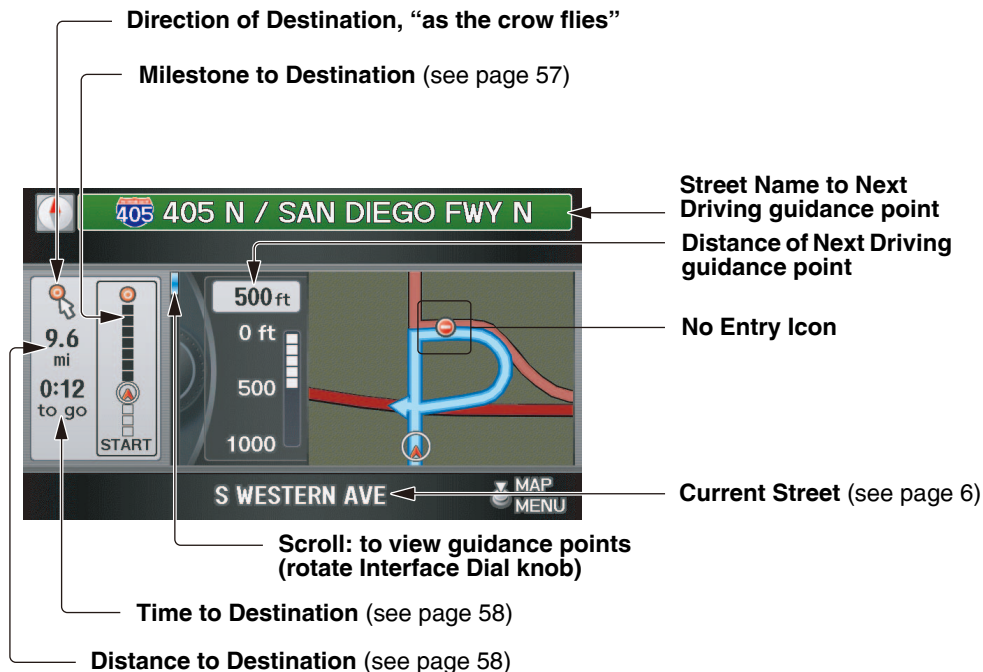 Direction of Destination, “as the crow flies”
Milestone to Destination (see page 57)
Street Name to Next
Driving guidance point
Distance of Next Driving
guidance point
No Entry Icon
Current Street (see page 6)
405 405 N / SAN DIEGO FWY N
9.6
mi
0:12
to go
START
500 ft
0 ft
500
1000
S WESTERN AVE
MAP
MENU
Scroll: to view guidance points
(rotate Interface Dial knob)
Time to Destination (see page 58)
Distance to Destination (see page 58)